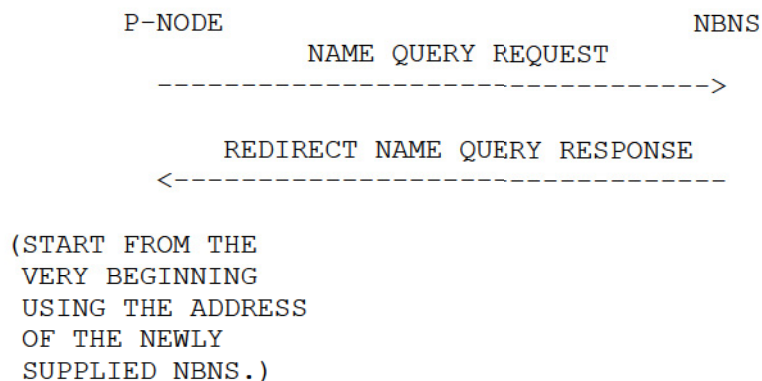 P-NODE NBNS
NAME QUERY REQUEST
---------------------------------->
REDIRECT NAME QUERY RESPONSE
<----------------------------------
(START FROM THE
VERY BEGINNING
USING THE ADDRESS
OF THE NEWLY
SUPPLIED NBNS.)